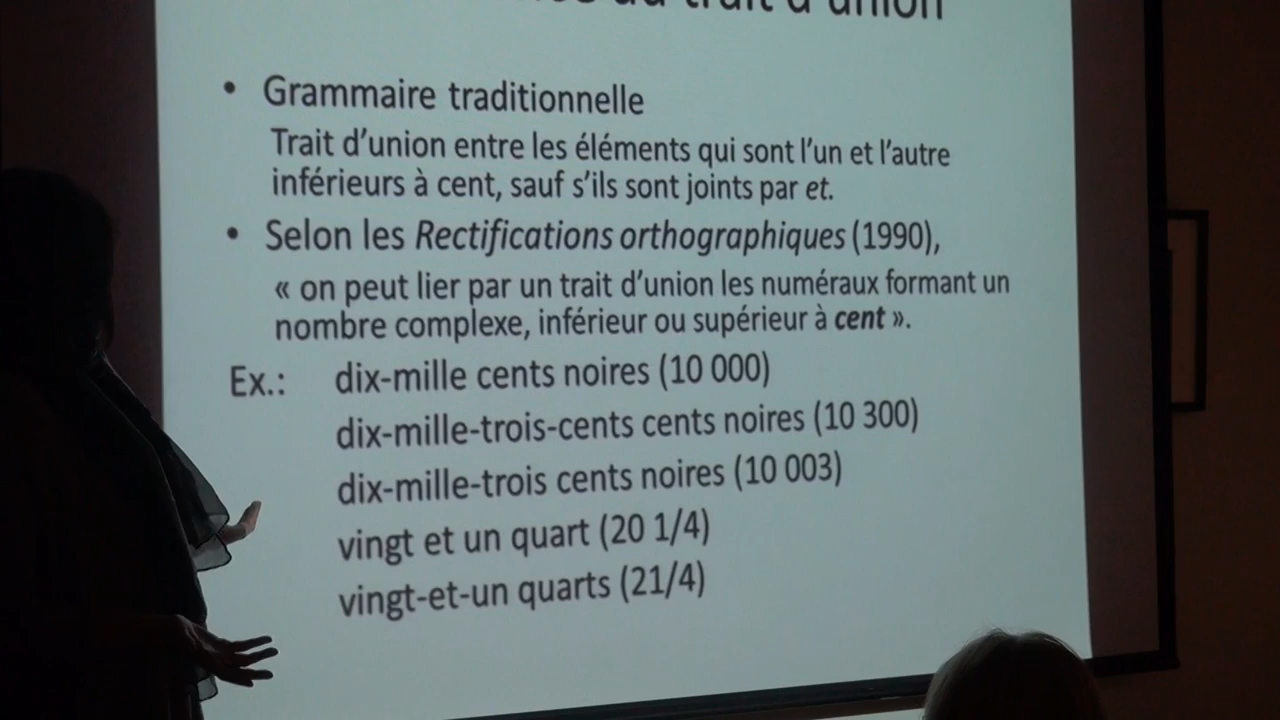 au trait d'union
• Grammaire traditionnelle
Trait d'union entre les éléments qui sont l'un et l'autre
inférieurs à cent, sauf s'ils sont joints par et.
• Selon les Rectifications orthographiques (1990),
« on peut lier par un trait d'union les numéraux formant un
nombre complexe, inférieur ou supérieur à cent ».
Ex.: dix-mille cents noires (10 000)
dix-mille-trois-cents cents noires (10 300)
dix-mille-trois cents noires (10 003)
vingt et un quart (20 1/4)
vingt-et-un quarts (21/4)